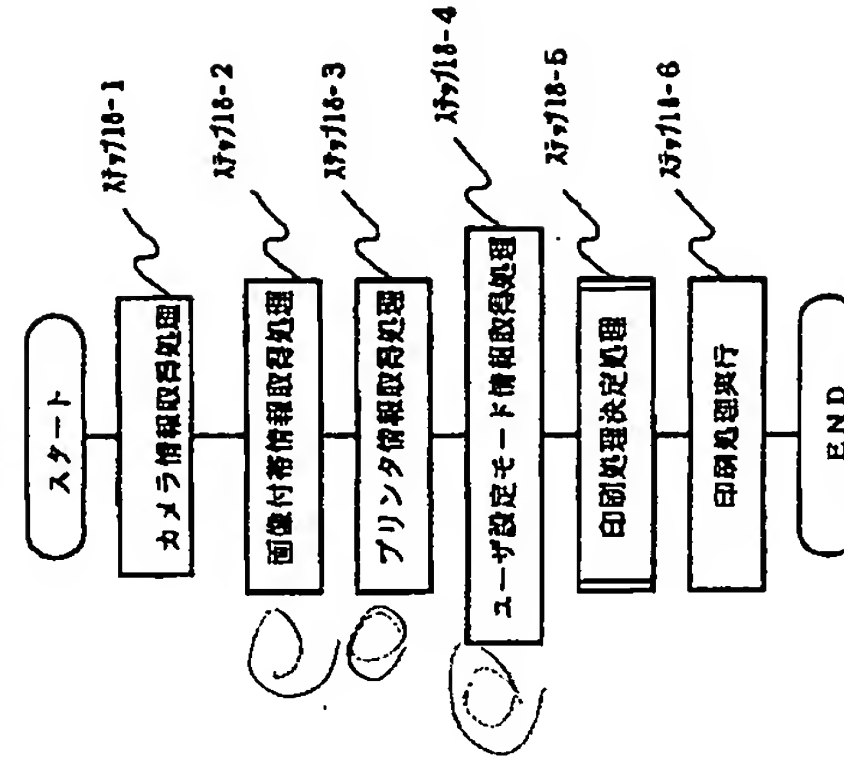 スタート
カメラ情報取得処理
ステップ18-1
画像付帯情報取得処理
ステップ18-2
プリンタ情報取得処理
ステップ18-3
ユーザ設定モード情報取得処理
ステップ18-4
印刷処理決定処理
ステップ18-5
印刷処理実行
ステップ18-6
END